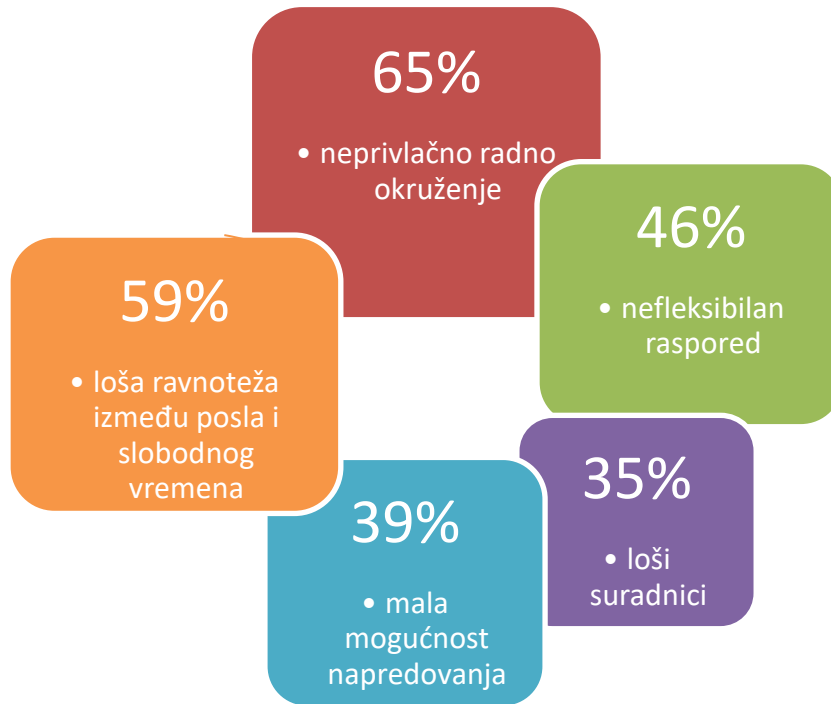 65%
• neprivlačno radno
okruženje
46%
• nefleksibilan
raspored
59%
• loša ravnoteža
između posla i
slobodnog
vremena
35%
• loši
suradnici
39%
• mala
mogućnost
napredovanja